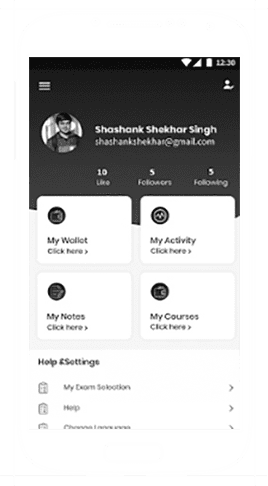 12:30
Shashank Shekhar Singh
shashankshekhar@gmail.com
10 5 5
Like Followers Following
My Wallet My Activity
Click here > Click here >
My Notes My Courses
Click here > Click here >
Help &Settings
My Exam Selection >
Help >
Change Language